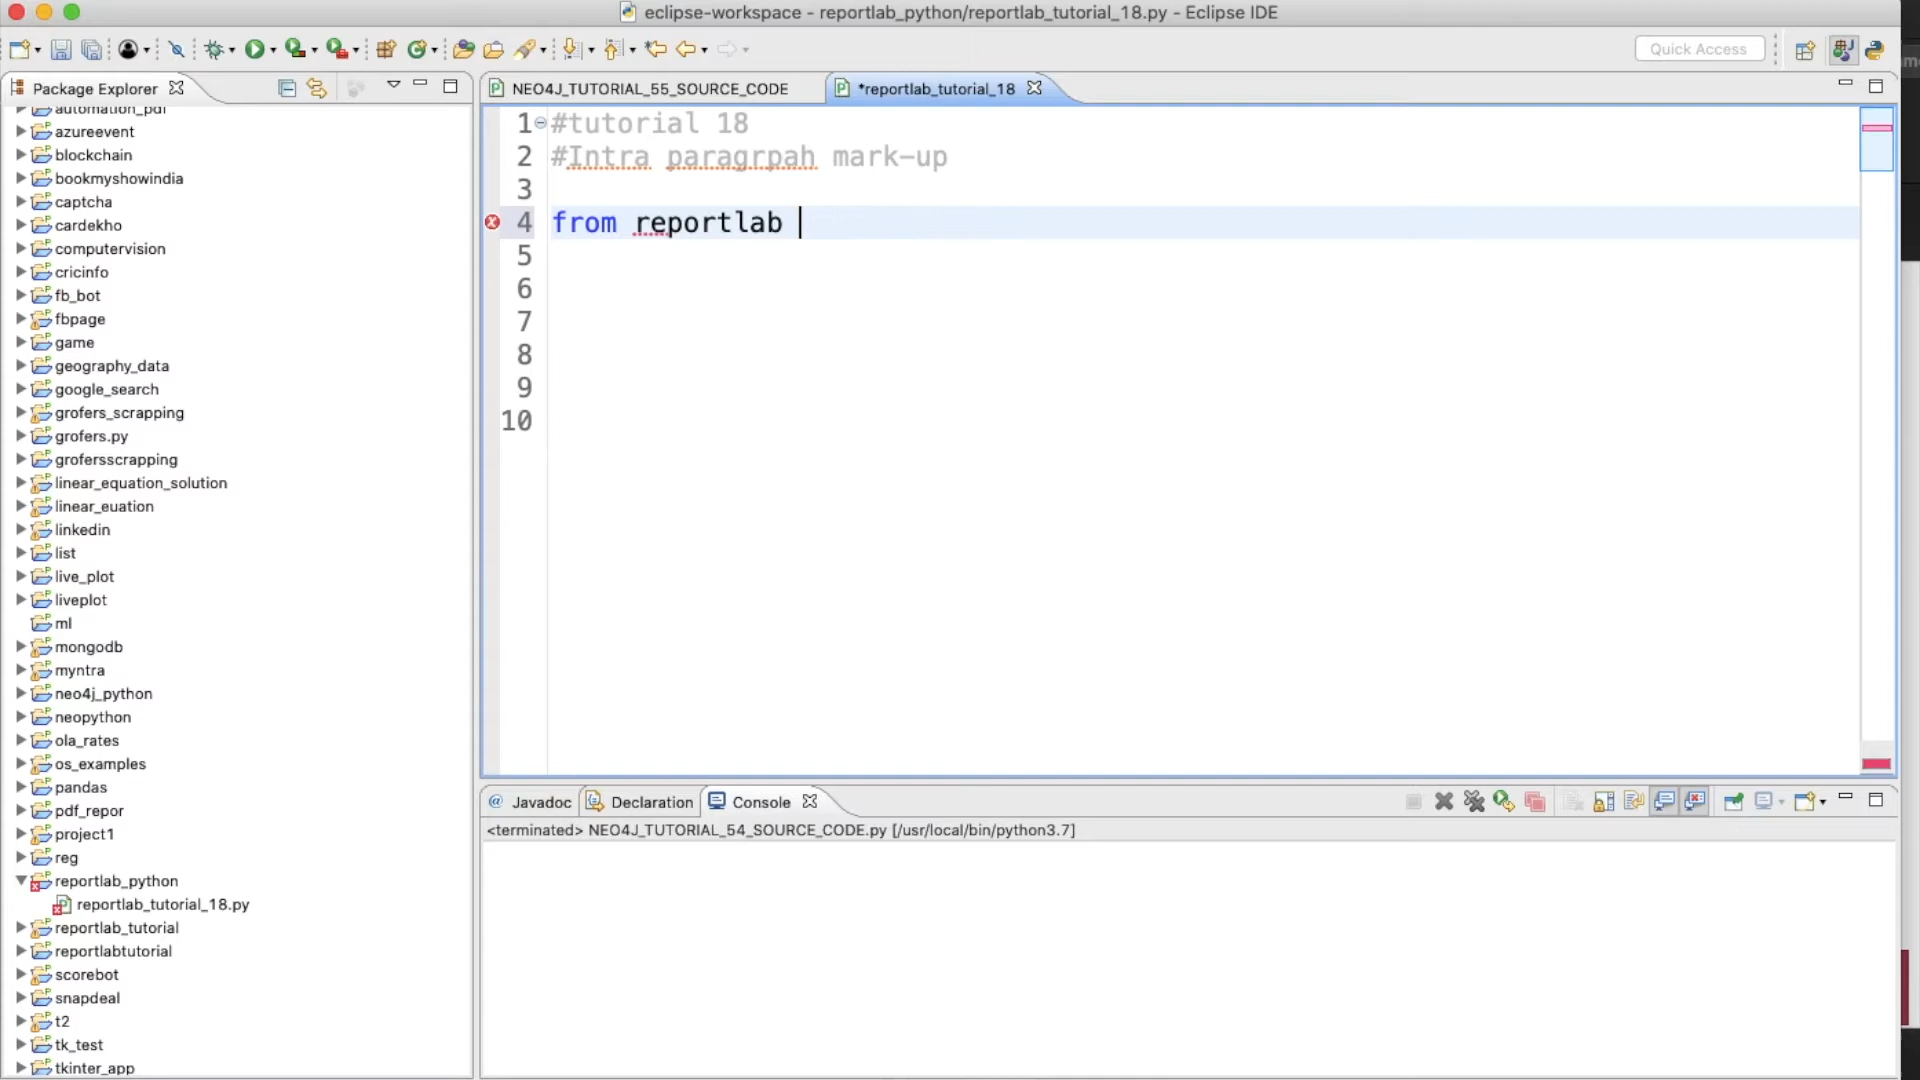 eclipse-workspace - reportlab_python/reportlab_tutorial_18.py - Eclipse IDE
Quick Access
Package Explorer
NEO4J_TUTORIAL_55_SOURCE_CODE
*reportlab_tutorial_18
automation_pdf
azureevent
blockchain
bookmyshowindia
captcha
cardekho
computervision
cricinfo
fb_bot
fbpage
game
geography_data
google_search
grofers_scrapping
grofers.py
grofersscrapping
linear_equation_solution
linear_euation
linkedin
list
live_plot
liveplot
ml
mongodb
myntra
neo4j_python
neopython
ola_rates
os_examples
pandas
pdf_repor
project1
reg
reportlab_python
reportlab_tutorial_18.py
reportlab_tutorial
reportlabtutorial
scorebot
snapdeal
t2
tk_test
tkinter_app
1 #tutorial 18
2 #Intra paragrpah mark-up
3
4 from reportlab
5
6
7
8
9
10
@ Javadoc
Declaration
Console
<terminated> NEO4J_TUTORIAL_54_SOURCE_CODE.py [/usr/local/bin/python3.7]